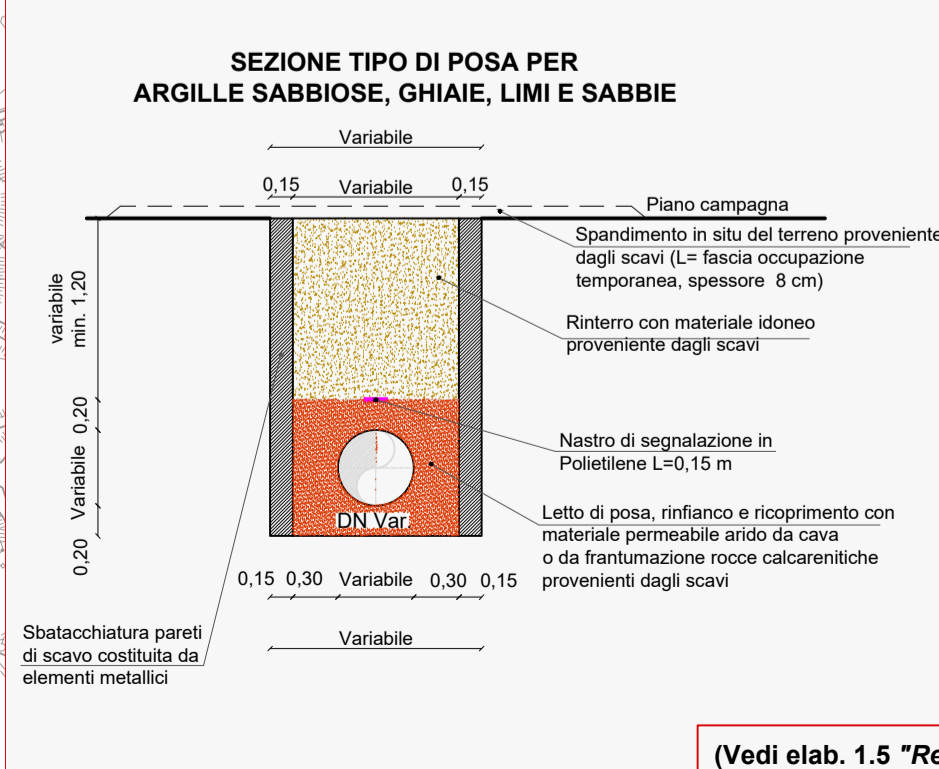 SEZIONE TIPO DI POSA PER
ARGILLE SABBIOSE, GHIAIE, LIMI E SABBIE
Variabile
0,15 Variabile 0,15
Piano campagna
Spandimento in situ del terreno proveniente
dagli scavi (L= fascia occupazione
temporanea, spessore 8 cm)
variabile
min. 1,20
Rinterro con materiale idoneo
proveniente dagli scavi
0,20
Nastro di segnalazione in
Polietilene L=0,15 m
Variabile
DN Var
Letto di posa, rinfianco e ricoprimento con
materiale permeabile arido da cava
o da frantumazione rocce calcarenitiche
provenienti dagli scavi
0,20
0,15 0,30 Variabile 0,30 0,15
Variabile
Sbatacchiatura pareti
di scavo costituita da
elementi metallici
(Vedi elab. 1.5 "Re